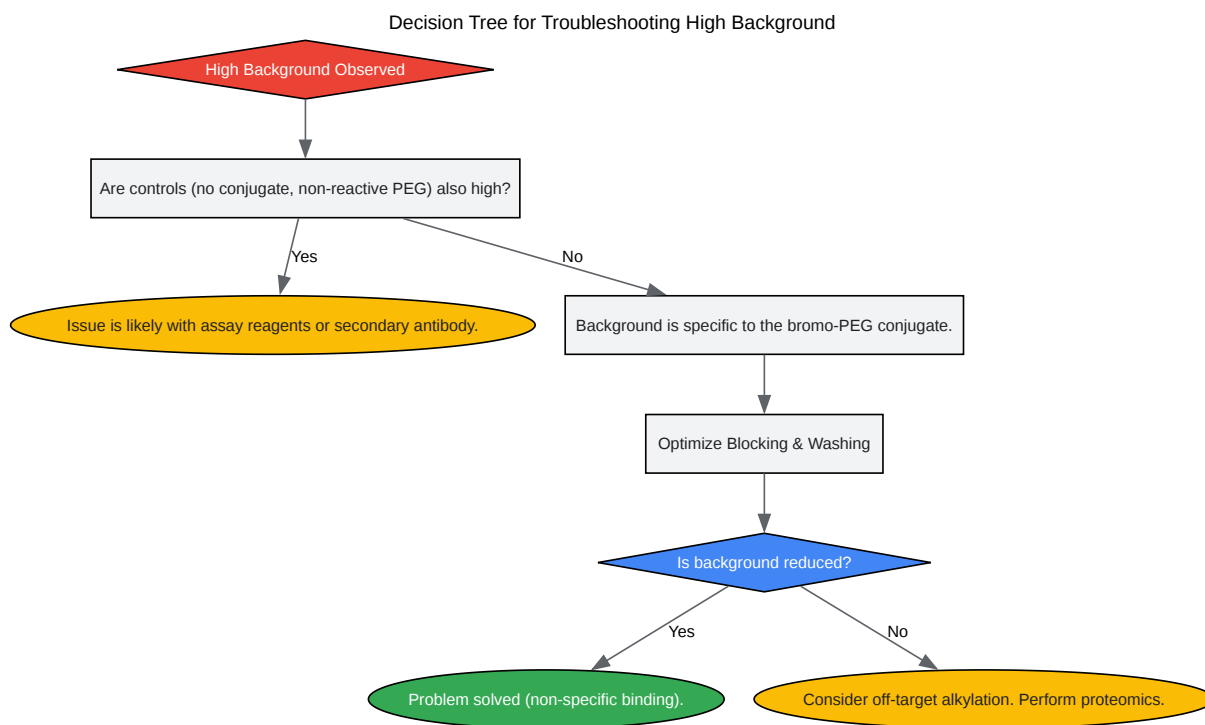 Decision Tree for Troubleshooting High Background
High Background Observed
Are controls (no conjugate, non-reactive PEG) also high?
Yes
No
Issue is likely with assay reagents or secondary antibody.
Background is specific to the bromo-PEG conjugate.
Optimize Blocking & Washing
Is background reduced?
Yes
No
Problem solved (non-specific binding).
Consider off-target alkylation. Perform proteomics.